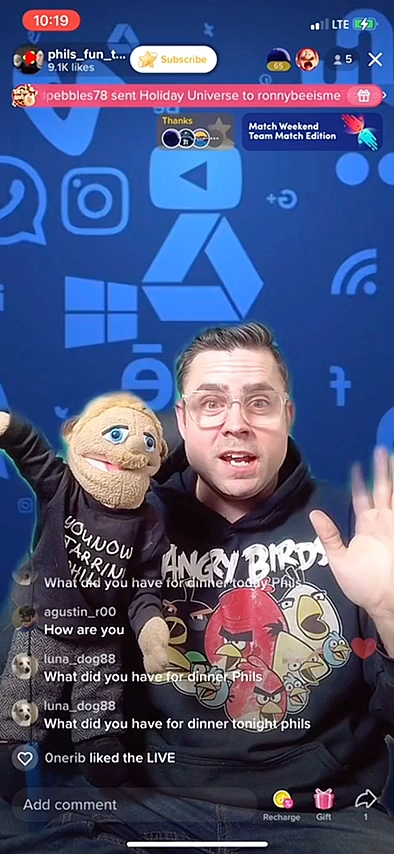 10:19
LTE
phils_fun_t...
9.1K likes
Subscribe
65
5
pebbles78 sent Holiday Universe to ronnybeeisme
Thanks
Match Weekend
Team Match Edition
G+
YOUNOW
TARRIN
PHIL
ANGRY BIRDS
What did you have for dinner today Phils
agustin_r00
How are you
luna_dog88
What did you have for dinner Phils
luna_dog88
What did you have for dinner tonight phils
0nerib liked the LIVE
Add comment
Recharge
Gift
1